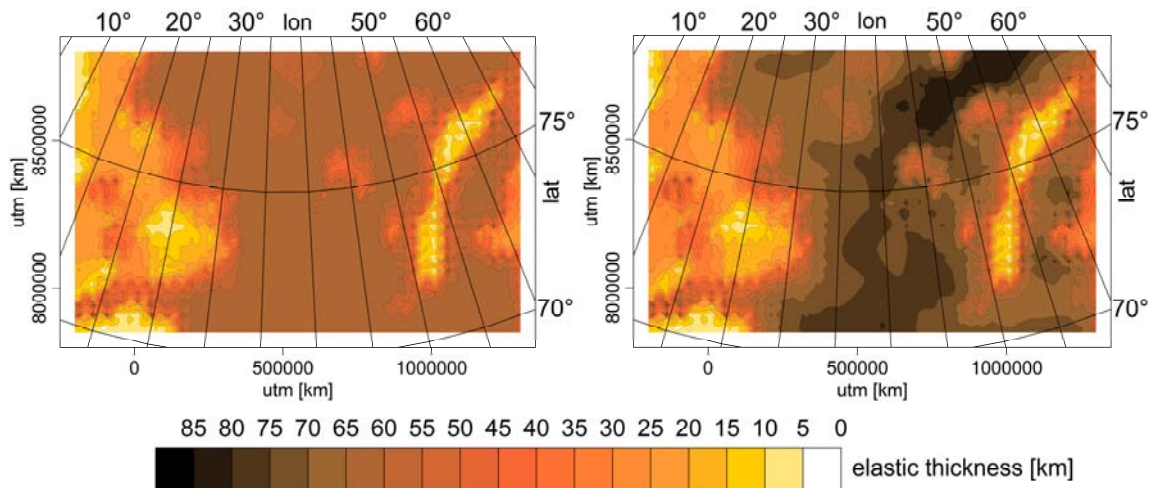 10° 20° 30° lon 50° 60°
75°
lat
70°
8500000
8000000
utm [km]
0 500000 1000000
utm [km]
10° 20° 30° lon 50° 60°
75°
lat
70°
8500000
8000000
utm [km]
0 500000 1000000
utm [km]
85 80 75 70 65 60 55 50 45 40 35 30 25 20 15 10 5 0
elastic thickness [km]